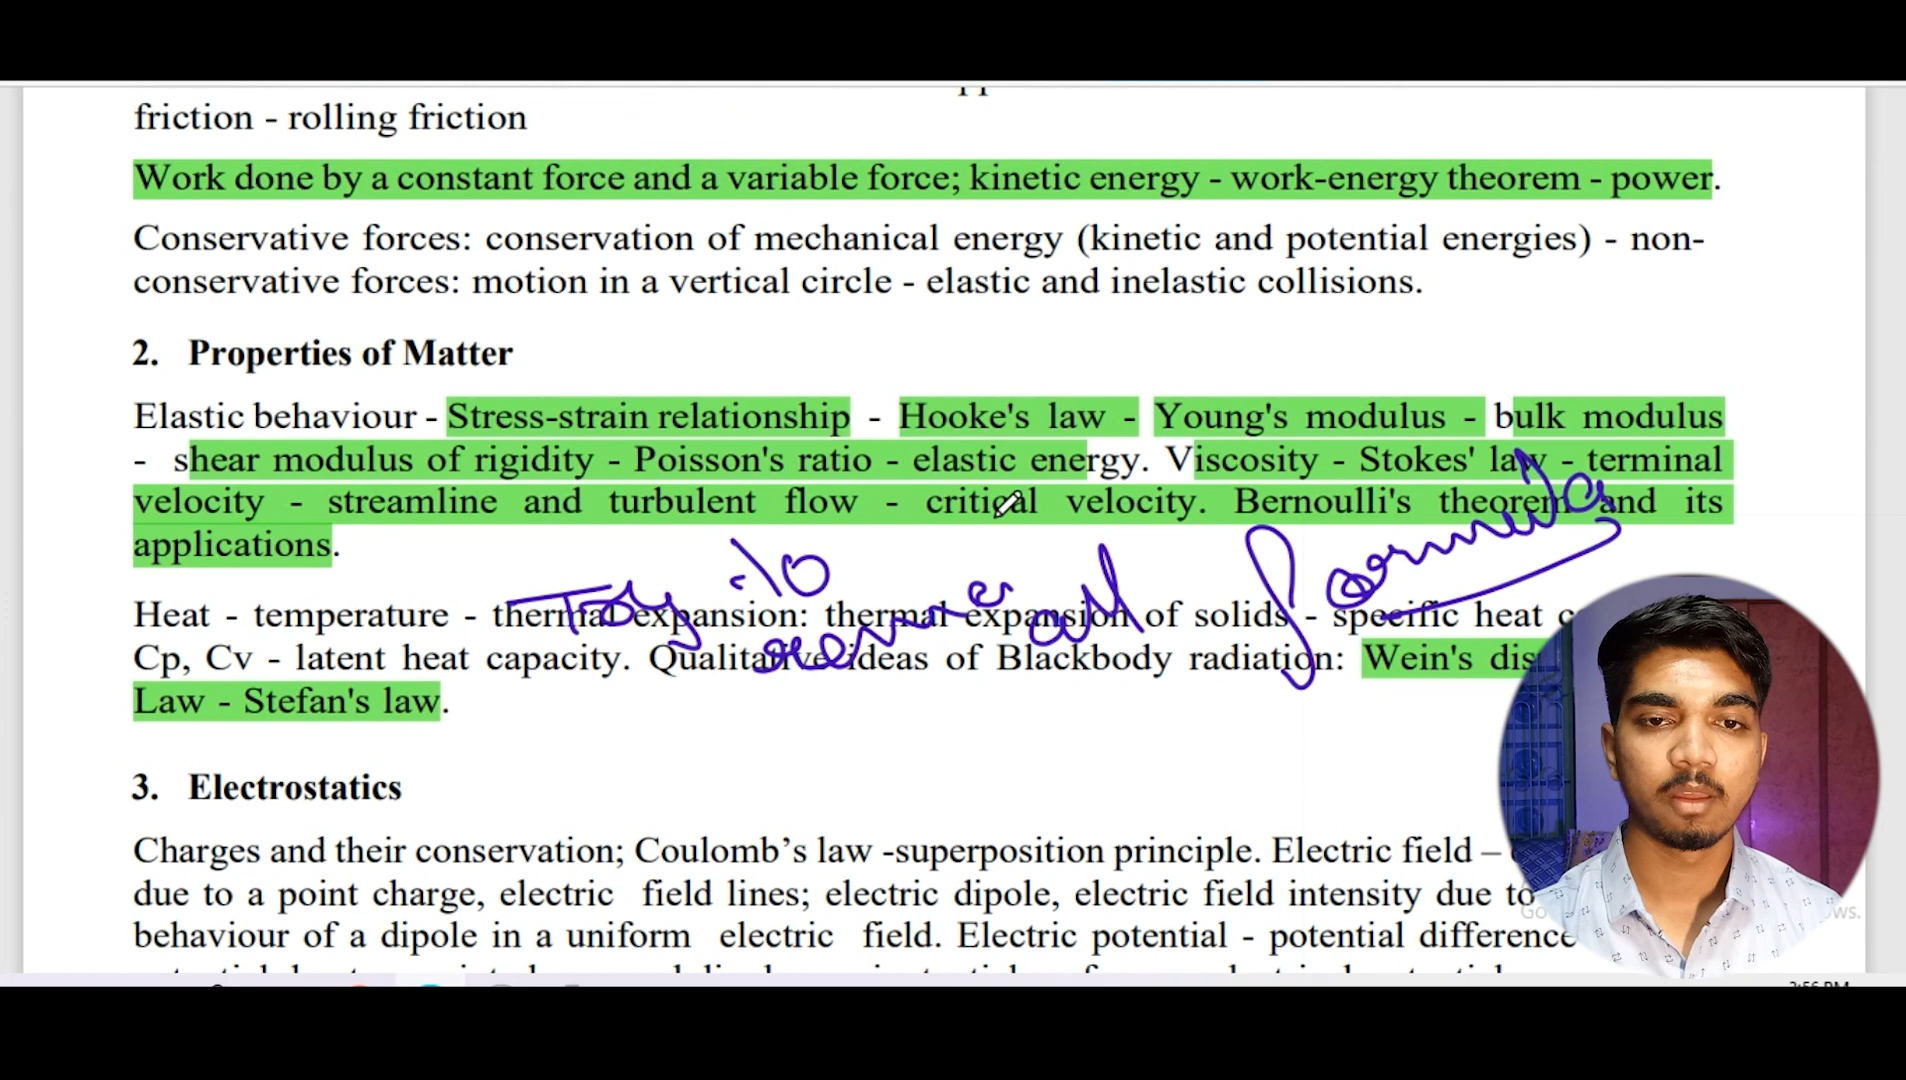 friction - rolling friction
Work done by a constant force and a variable force; kinetic energy - work-energy theorem - power.
Conservative forces: conservation of mechanical energy (kinetic and potential energies) - non-
conservative forces: motion in a vertical circle - elastic and inelastic collisions.
2. Properties of Matter
Elastic behaviour - Stress-strain relationship - Hooke's law - Young's modulus - bulk modulus
- shear modulus of rigidity - Poisson's ratio - elastic energy. Viscosity - Stokes' law - terminal
velocity - streamline and turbulent flow - critical velocity. Bernoulli's theorem and its
applications.
Heat - temperature - thermal expansion: thermal expansion of solids - specific heat
Cp, Cv - latent heat capacity. Qualitative ideas of Blackbody radiation: Wein's
Law - Stefan's law.
all formula
3. Electrostatics
Charges and their conservation; Coulomb’s law -superposition principle. Electric field –
due to a point charge, electric field lines; electric dipole, electric field intensity due to
behaviour of a dipole in a uniform electric field. Electric potential - potential difference